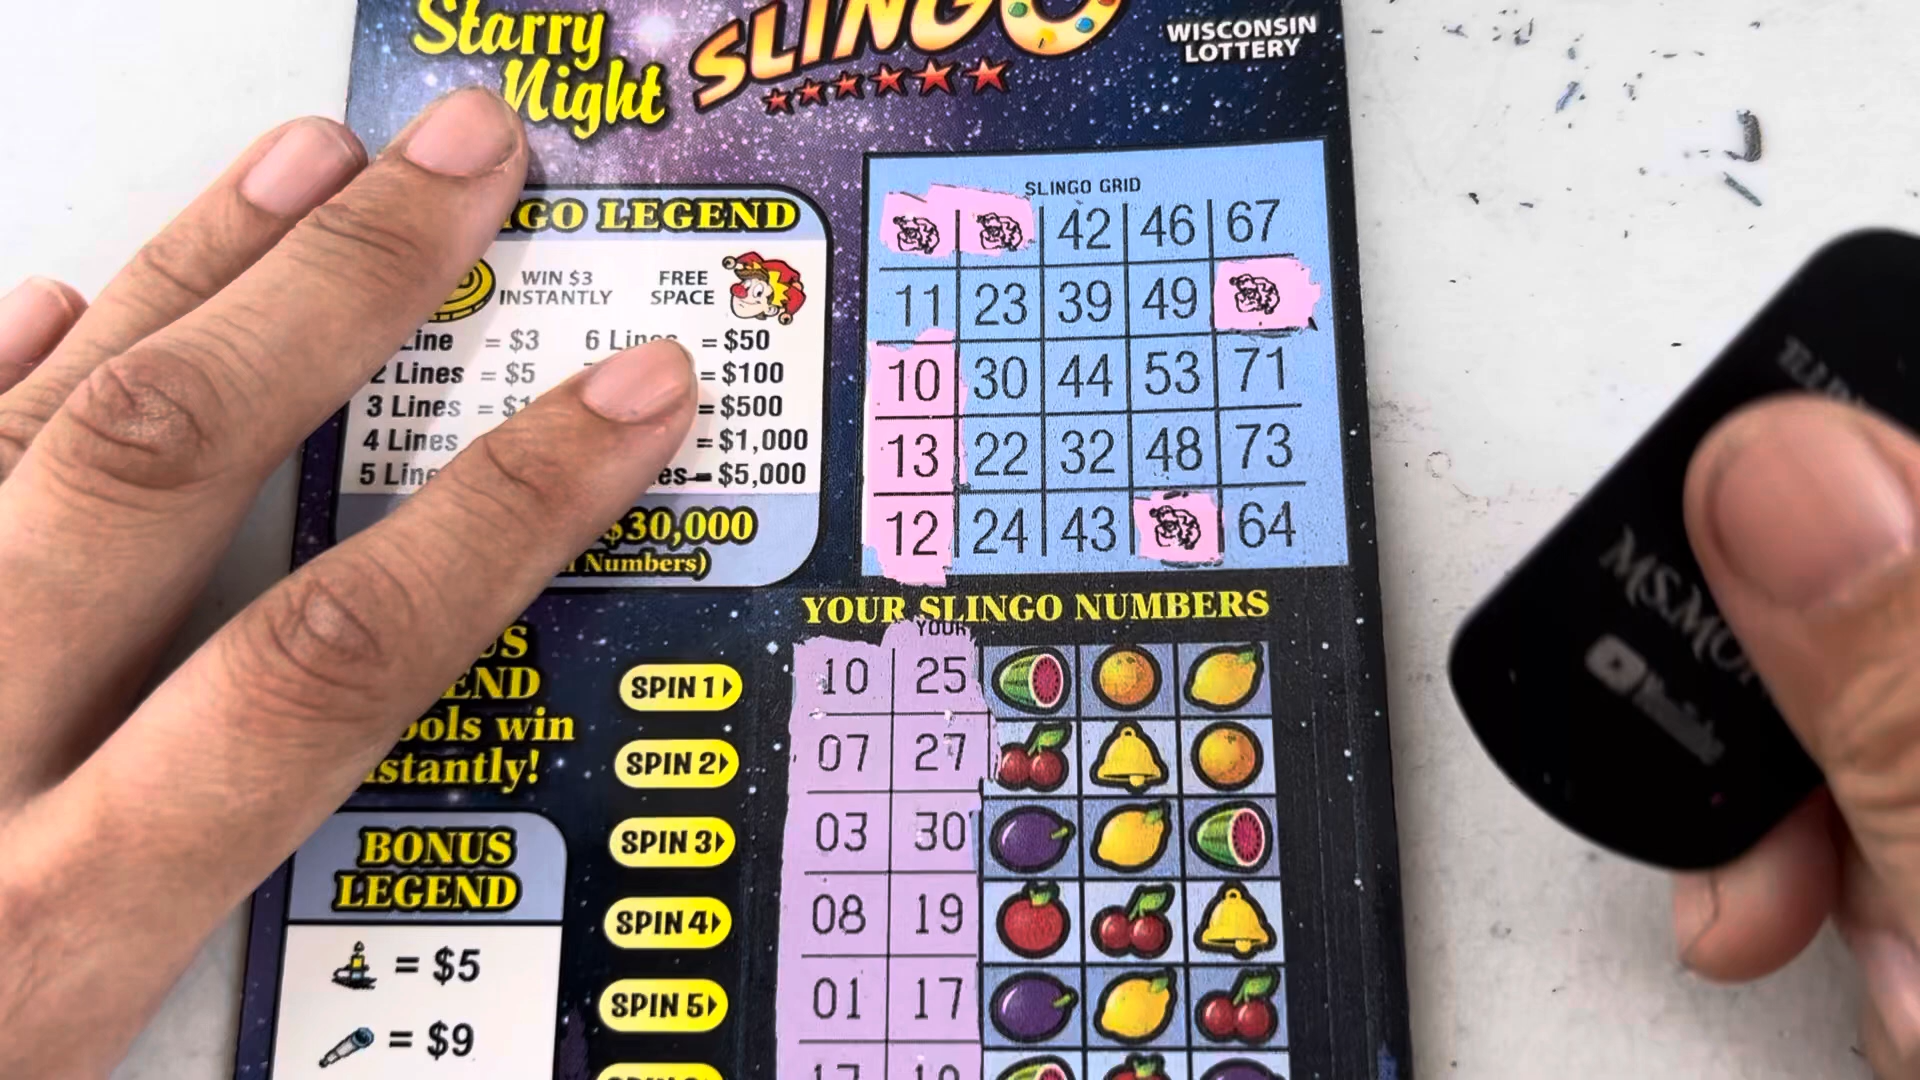 Starry
Night
SLINGO
WISCONSIN
LOTTERY
GO LEGEND
WIN $3
INSTANTLY
FREE
SPACE
Line = $3
2 Lines = $5
3 Lines =
4 Lines
5
6 = $50
= $100
= $500
= $1,000
= $5,000
$30,000
Numbers)
SLINGO GRID
42 46 67
11 23 39 49
10 30 44 53 71
13 22 32 48 73
12 24 43 64
YOUR SLINGO NUMBERS
YOUR
win
SPIN 1 10 25
SPIN 2 07 27
SPIN 3 03 30
SPIN 4 08 19
SPIN 5 01 17
BONUS
LEGEND
= $5
= $9
YouTube